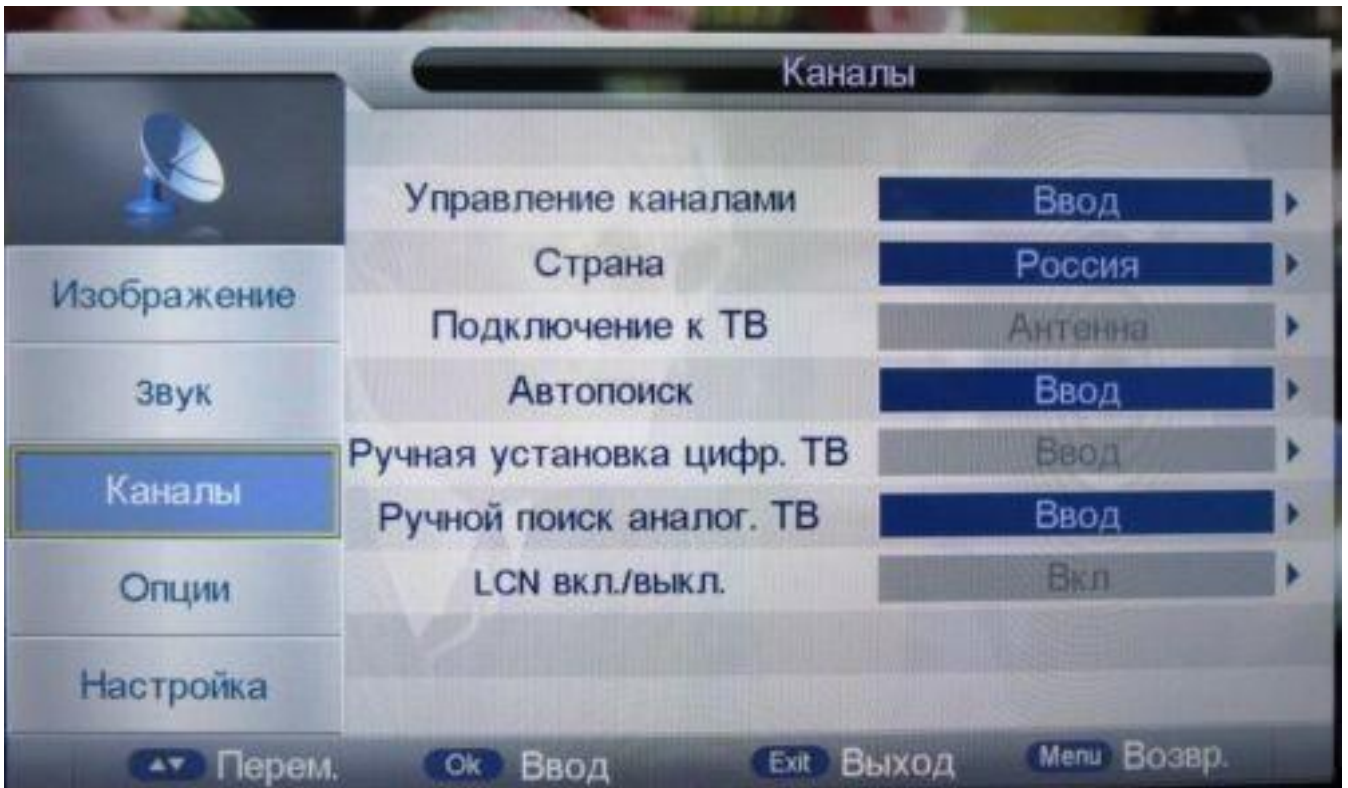 Каналы
Изображение
Звук
Каналы
Опции
Настройка
Управление каналами Ввод
Страна Россия
Подключение к ТВ Антенна
Автопоиск Ввод
Ручная установка цифр. ТВ Ввод
Ручной поиск аналог. ТВ Ввод
LCN вкл./выкл. Вкл
Перем. Ok Ввод Exit Выход Menu Возвр.